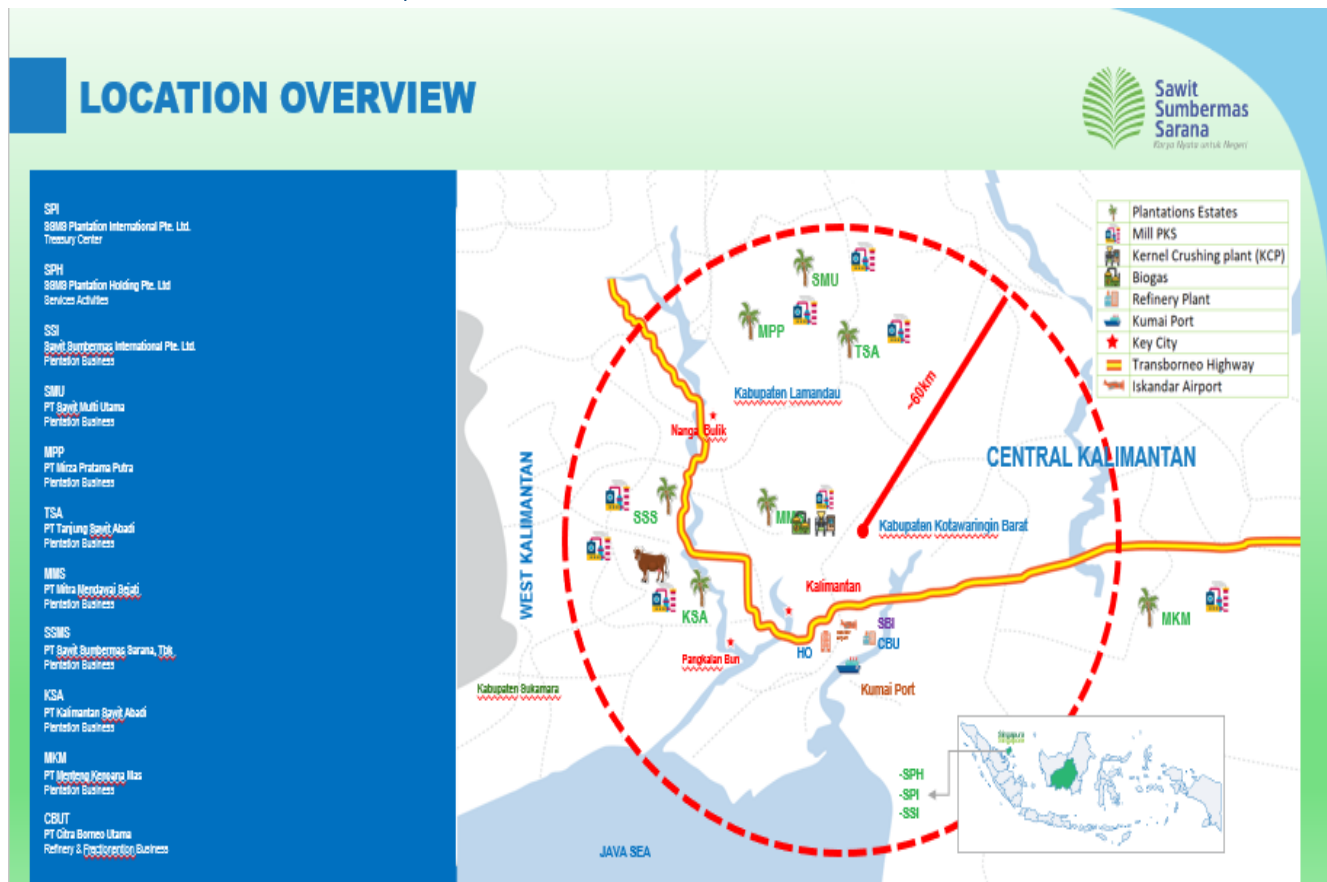 LOCATION OVERVIEW
Sawit
Sumbermas
Sarana
Karya Nyata untuk Negeri
SPI
SSMS Plantation International Pte. Ltd.
Treasury Center
SPH
SSMS Plantation Holding Pte. Ltd
Services Activities
SSI
Sawit Sumbermas International Pte. Ltd.
Plantation Business
SMU
PT Sawit Multi Utama
Plantation Business
MPP
PT Mirza Pratama Putra
Plantation Business
TSA
PT Tanjung Sawit Abadi
Plantation Business
MMS
PT Mitra Mendawai Sejati
Plantation Business
SSMS
PT Sawit Sumbermas Sarana, Tbk
Plantation Business
KSA
PT Kalimantan Sawit Abadi
Plantation Business
MKM
PT Menteng Kencana Mas
Plantation Business
CBUT
PT Citra Borneo Utama
Refinery & Fractionention Business
Plantations Estates
Mill PKS
Kernel Crushing plant (KCP)
Biogas
Refinery Plant
Kumai Port
Key City
Transborneo Highway
Iskandar Airport
SMU
MPP
TSA
~60km
Kabupaten Lamandau
Nanga Bulik
CENTRAL KALIMANTAN
WEST KALIMANTAN
SSS
Kabupaten Kotawaringin Barat
Kalimantan
KSA
MKM
SBI
HO
CBU
Pangkalan Bun
Kumai Port
Kabupaten Sukamara
Singapura
-SPH
-SPI
-SSI
JAVA SEA